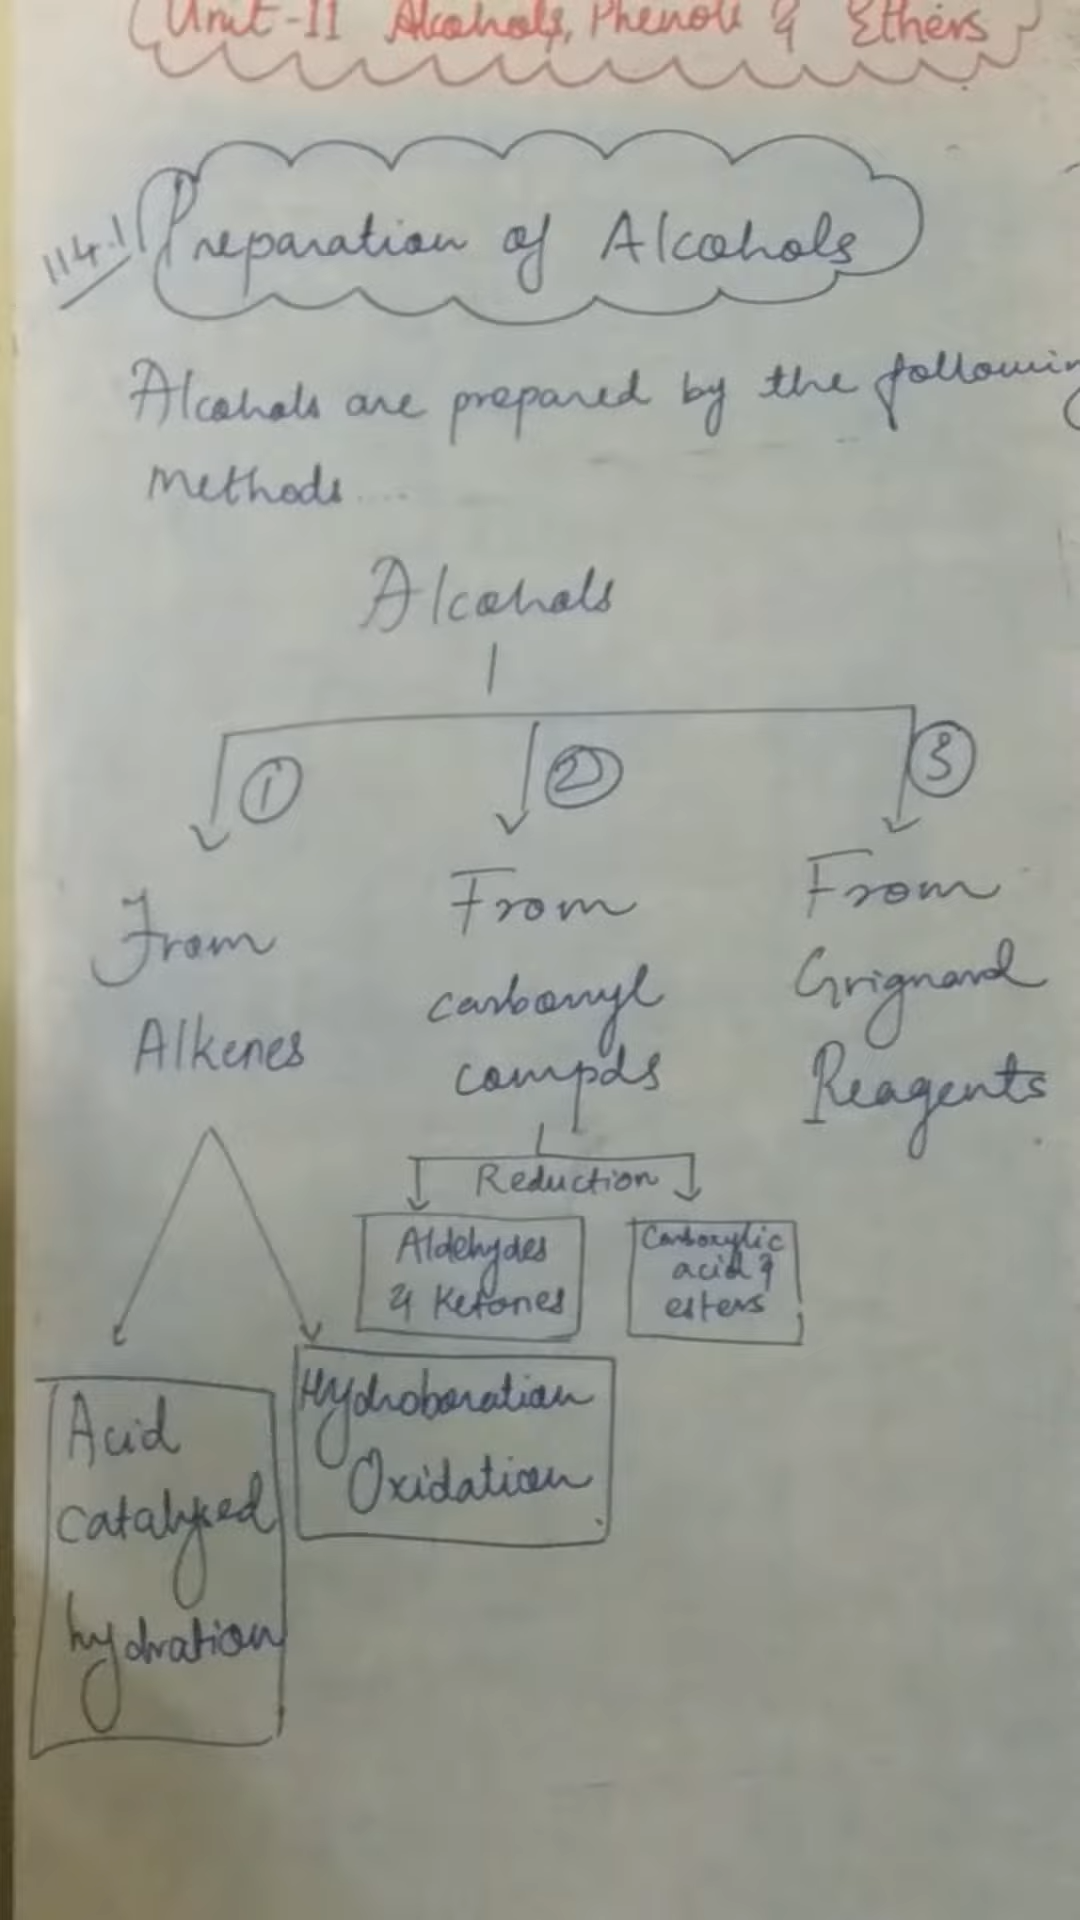 Unit-11 Alcohols, Phenols & Ethers
11.4.1 Preparation of Alcohols
Alcohols are prepared by the following
methods
Alcohols
1 2 3
From
Alkenes
From
carbonyl
compds
From
Grignard
Reagents
Reduction
Aldehydes
& Ketones
Carboxylic
acid &
esters
Acid
catalysed
hydration
Hydroboration
Oxidation